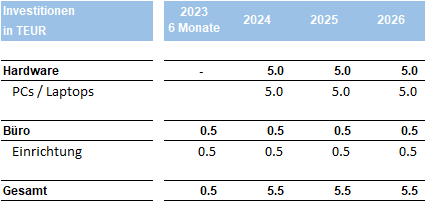 Investitionen 2023 2024 2025 2026
in TEUR 6 Monate
Hardware - 5.0 5.0 5.0
PCs / Laptops 5.0 5.0 5.0
Büro 0.5 0.5 0.5 0.5
Einrichtung 0.5 0.5 0.5 0.5
Gesamt 0.5 5.5 5.5 5.5